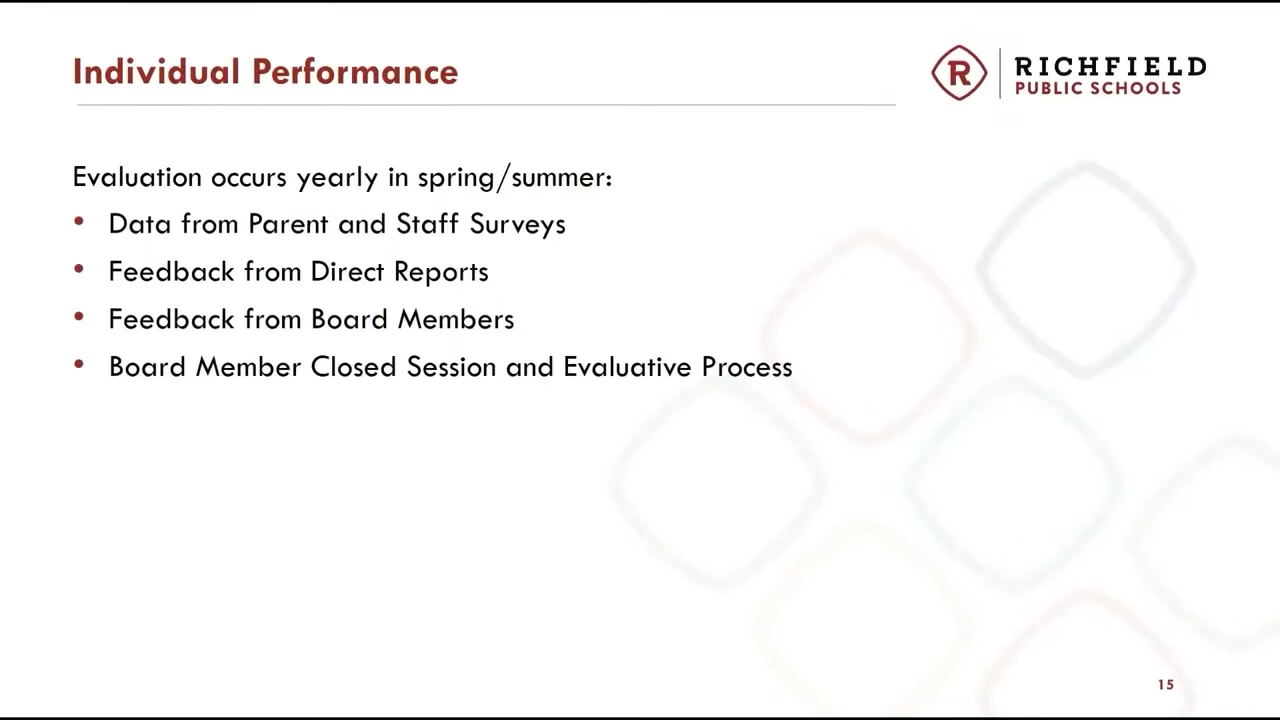 Individual Performance
R
RICHFIELD
PUBLIC SCHOOLS
Evaluation occurs yearly in spring/summer:
• Data from Parent and Staff Surveys
• Feedback from Direct Reports
• Feedback from Board Members
• Board Member Closed Session and Evaluative Process
15